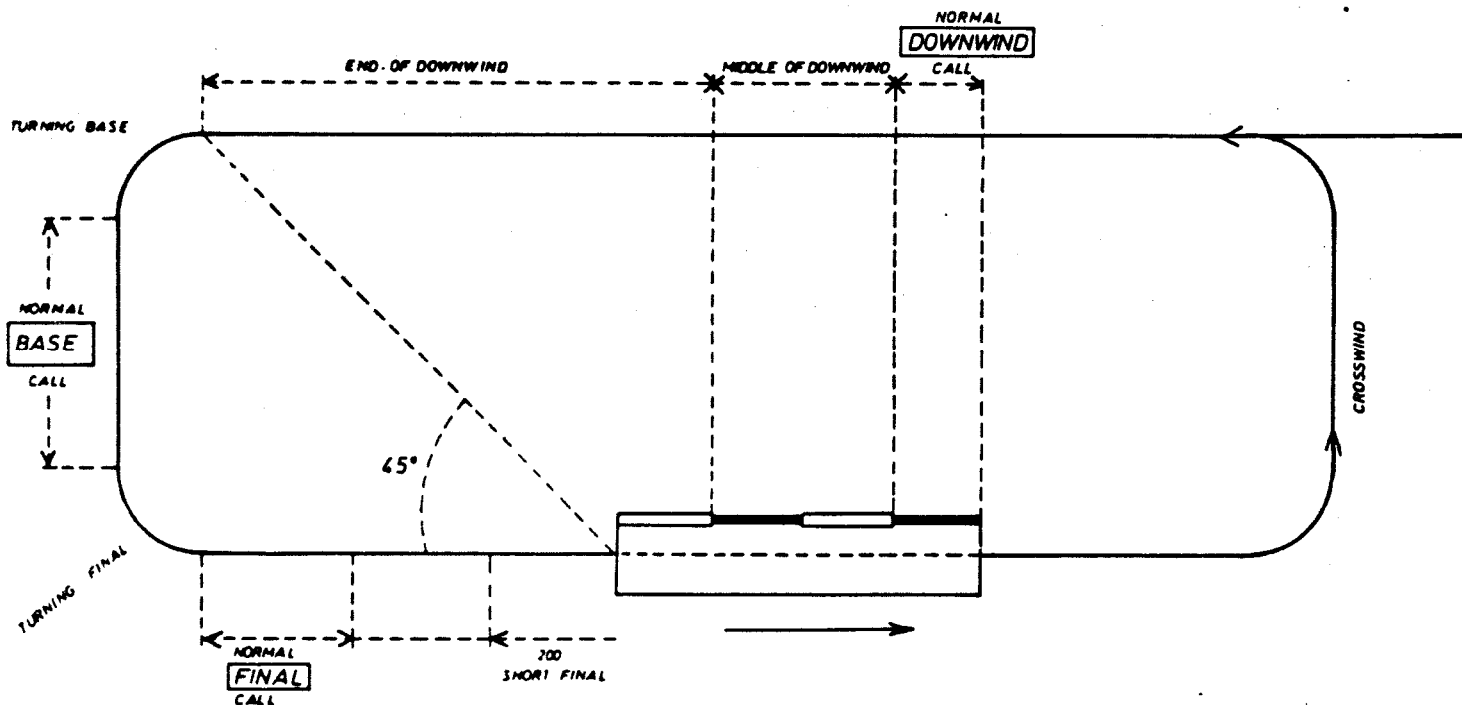 NORMAL
DOWNWIND
CALL
END-OF DOWNWIND
MIDDLE OF DOWNWIND
TURNING BASE
NORMAL
BASE
CALL
CROSSWIND
45°
TURNING FINAL
NORMAL
FINAL
CALL
200
SHORT FINAL